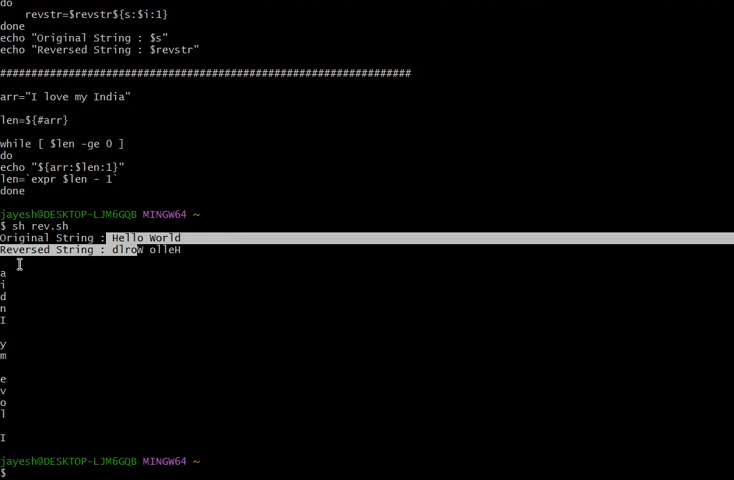 do
revstr=$revstr${s:$i:1}
done
echo "Original String : $s"
echo "Reversed String : $revstr"
##################################################################
arr="I love my India"
len=${#arr}
while [ $len -ge 0 ]
do
echo "${arr:$len:1}"
len=`expr $len - 1`
done
jayesh@DESKTOP-LJM6GQB MINGW64 ~
$ sh rev.sh
Original String : Hello World
Reversed String : dlroW olleH
a
i
d
n
I
y
m
e
v
o
l
I
jayesh@DESKTOP-LJM6GQB MINGW64 ~
$